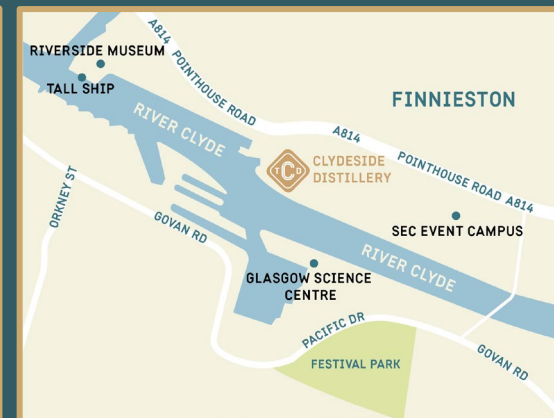 A814
RIVERSIDE MUSEUM
TALL SHIP
POINTHOUSE ROAD
FINNIESTON
RIVER CLYDE
A814
TCD
CLYDESIDE
DISTILLERY
POINTHOUSE ROAD A814
ORKNEY ST
GOVAN RD
SEC EVENT CAMPUS
RIVER CLYDE
GLASGOW SCIENCE
CENTRE
PACIFIC DR
FESTIVAL PARK
GOVAN RD